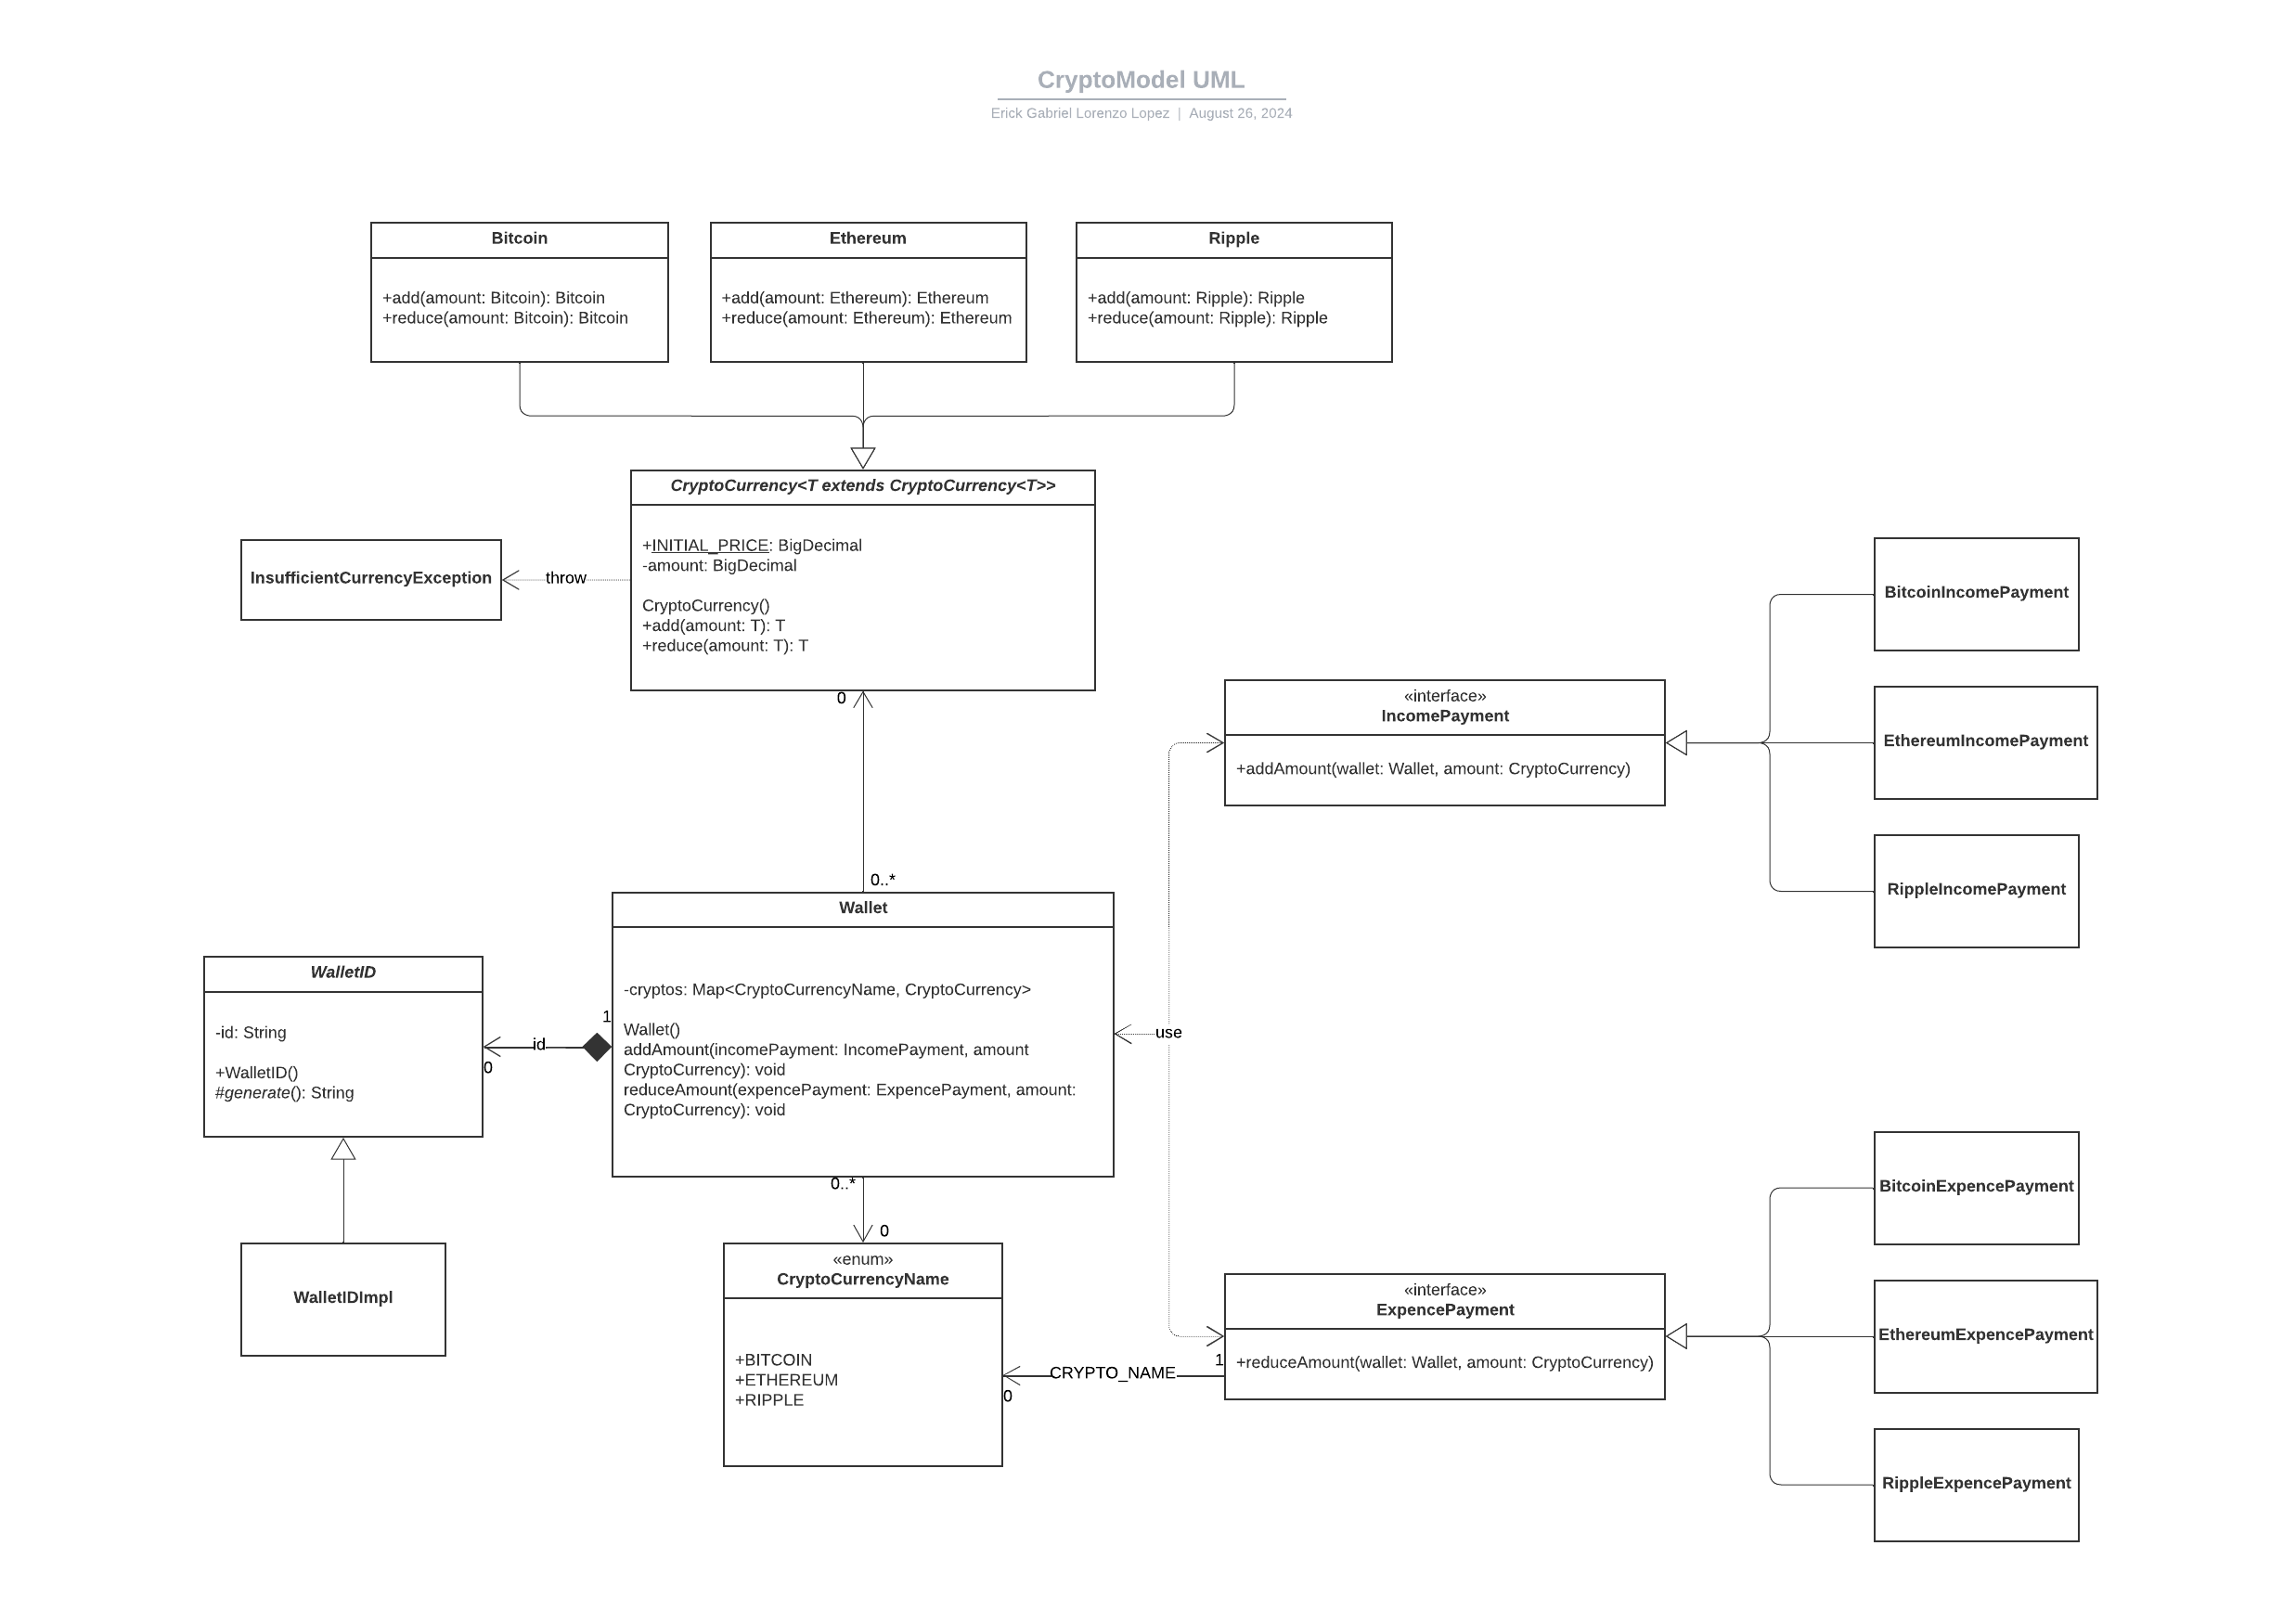 CryptoModel UML
Erick Gabriel Lorenzo Lopez | August 26, 2024
Bitcoin
+add(amount: Bitcoin): Bitcoin
+reduce(amount: Bitcoin): Bitcoin
Ethereum
+add(amount: Ethereum): Ethereum
+reduce(amount: Ethereum): Ethereum
Ripple
+add(amount: Ripple): Ripple
+reduce(amount: Ripple): Ripple
CryptoCurrency<T extends CryptoCurrency<T>>
+INITIAL_PRICE: BigDecimal
-amount: BigDecimal
CryptoCurrency()
+add(amount: T): T
+reduce(amount: T): T
InsufficientCurrencyException
throw
0
0..*
«interface»
IncomePayment
+addAmount(wallet: Wallet, amount: CryptoCurrency)
BitcoinIncomePayment
EthereumIncomePayment
RippleIncomePayment
Wallet
-cryptos: Map<CryptoCurrencyName, CryptoCurrency>
Wallet()
addAmount(incomePayment: IncomePayment, amount
CryptoCurrency): void
reduceAmount(expencePayment: ExpencePayment, amount:
CryptoCurrency): void
WalletID
-id: String
+WalletID()
#generate(): String
1
id
0
use
WalletIDImpl
0..*
0
«enum»
CryptoCurrencyName
+BITCOIN
+ETHEREUM
+RIPPLE
«interface»
ExpencePayment
+reduceAmount(wallet: Wallet, amount: CryptoCurrency)
1
CRYPTO_NAME
0
BitcoinExpencePayment
EthereumExpencePayment
RippleExpencePayment